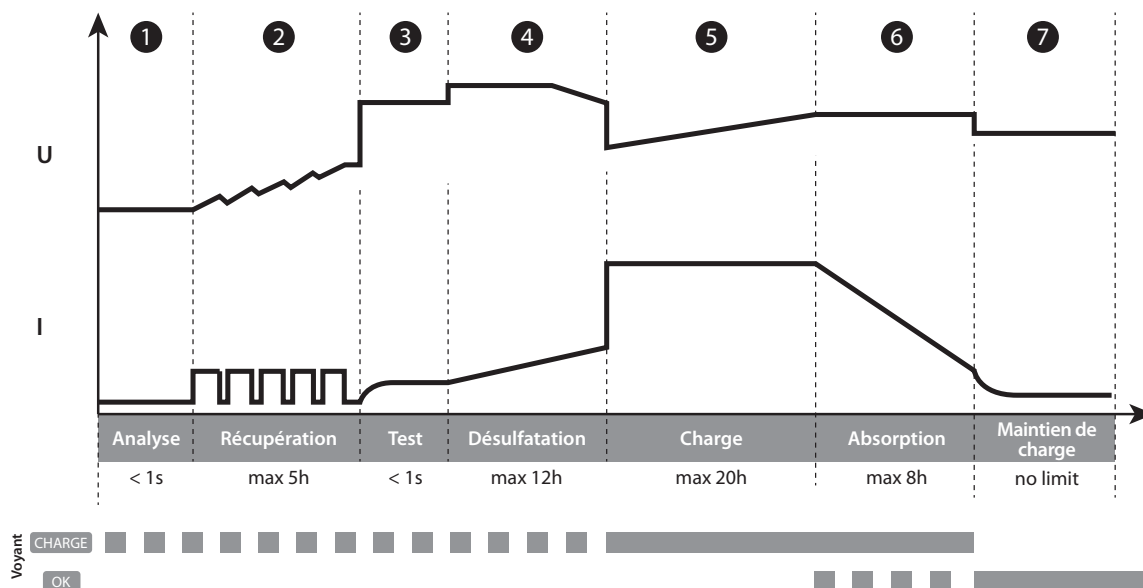 1 2 3 4 5 6 7
U
I
Analyse Récupération Test Désulfatation Charge Absorption Maintien de
charge
< 1s max 5h < 1s max 12h max 20h max 8h no limit
Voyant
CHARGE
OK